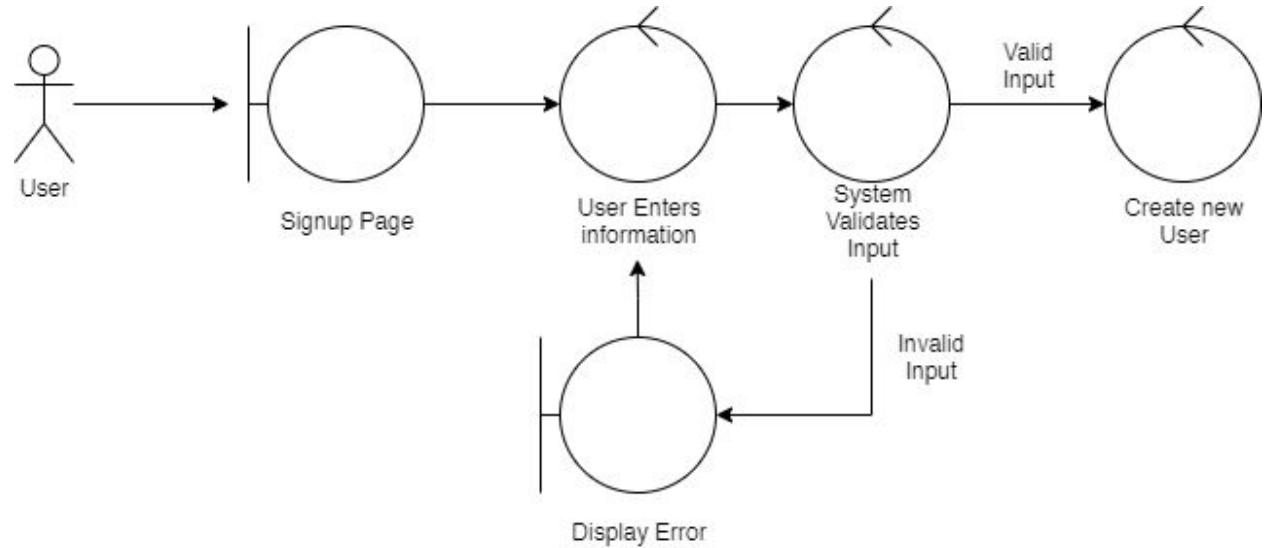 User
Signup Page
User Enters
information
System
Validates
Input
Valid
Input
Create new
User
Invalid
Input
Display Error